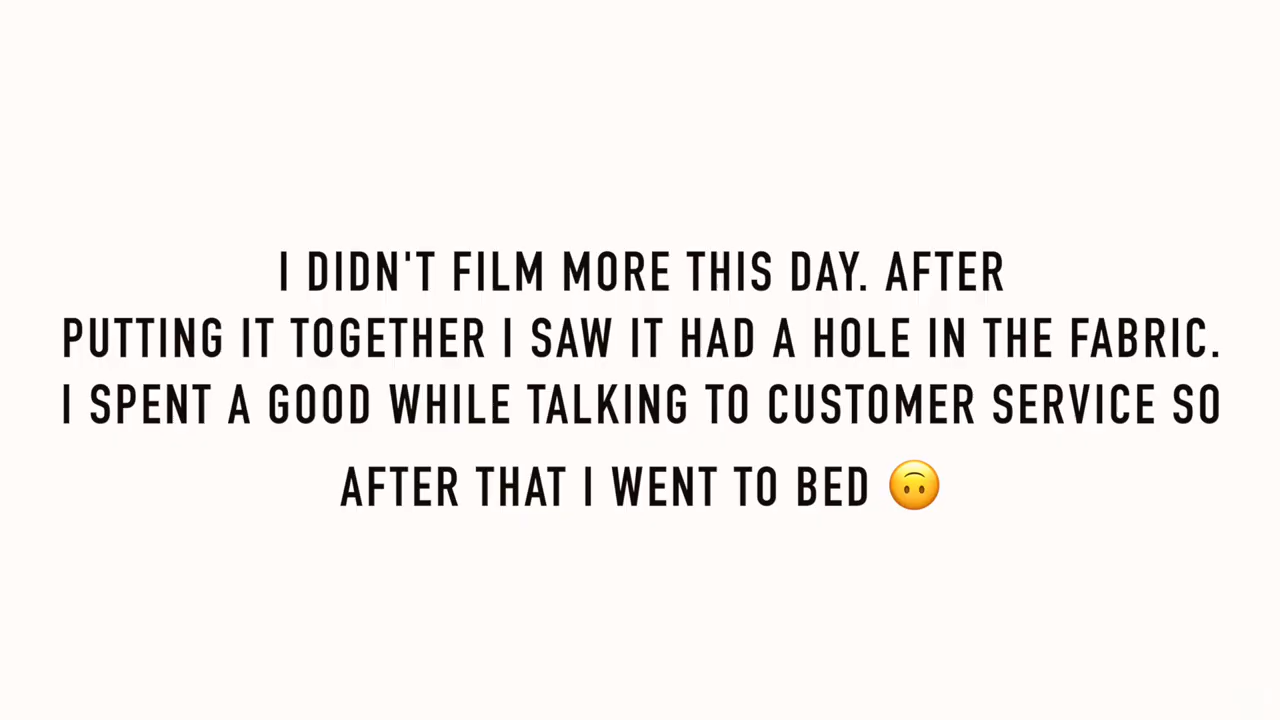 I DIDN'T FILM MORE THIS DAY. AFTER
PUTTING IT TOGETHER I SAW IT HAD A HOLE IN THE FABRIC.
I SPENT A GOOD WHILE TALKING TO CUSTOMER SERVICE SO
AFTER THAT I WENT TO BED 🙃